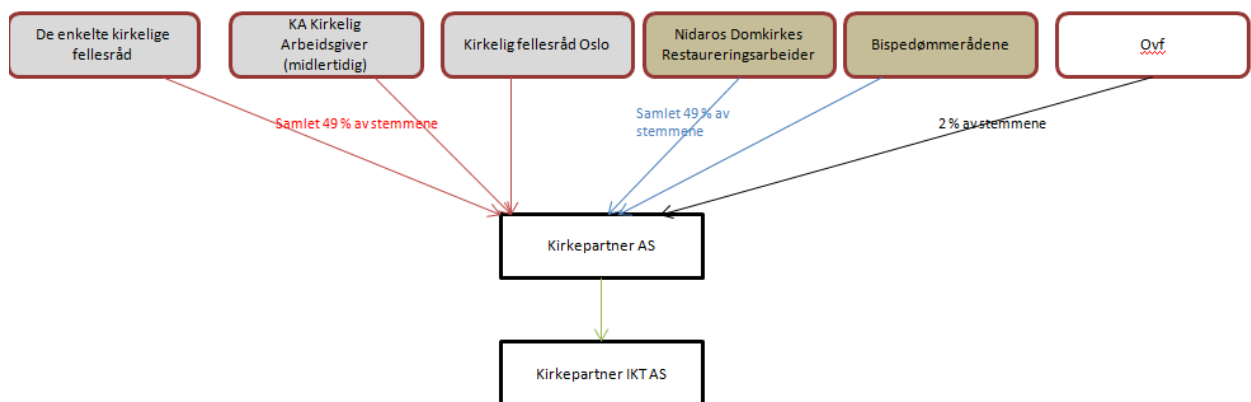 De enkelte kirkelige
fellesråd
KA Kirkelig
Arbeidsgiver
(midlertidig)
Kirkelig fellesråd Oslo
Nidaros Domkirkes
Restaureringsarbeider
Bispedømmerådene
Ovf
Samlet 49 % av stemmene
Samlet 49 % av
stemmene
2 % av stemmene
Kirkepartner AS
Kirkepartner IKT AS